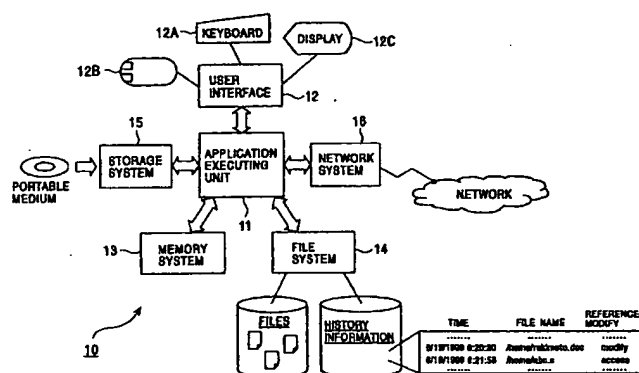 12A
KEYBOARD
DISPLAY
12C
12B
USER
INTERFACE
12
15
STORAGE
SYSTEM
APPLICATION
EXECUTING
UNIT
16
NETWORK
SYSTEM
PORTABLE
MEDIUM
NETWORK
11
13
MEMORY
SYSTEM
FILE
SYSTEM
14
10
FILES
HISTORY
INFORMATION
TIME FILE NAME REFERENCE
MODIFY
modify
access